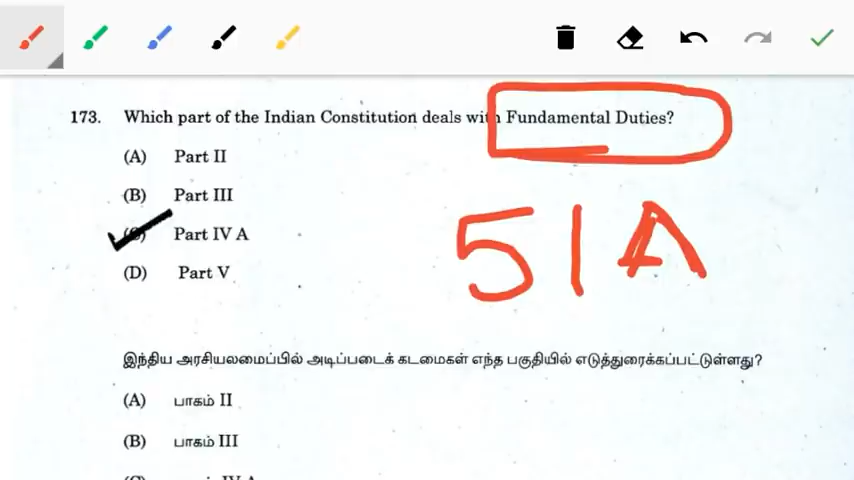 173. Which part of the Indian Constitution deals with Fundamental Duties?
(A) Part II
(B) Part III
(C) Part IV A
(D) Part V
51A
இந்திய அரசியலமைப்பில் அடிப்படைக் கடமைகள் எந்த பகுதியில் எடுத்துரைக்கப்பட்டுள்ளது?
(A) பாகம் II
(B) பாகம் III
IV A